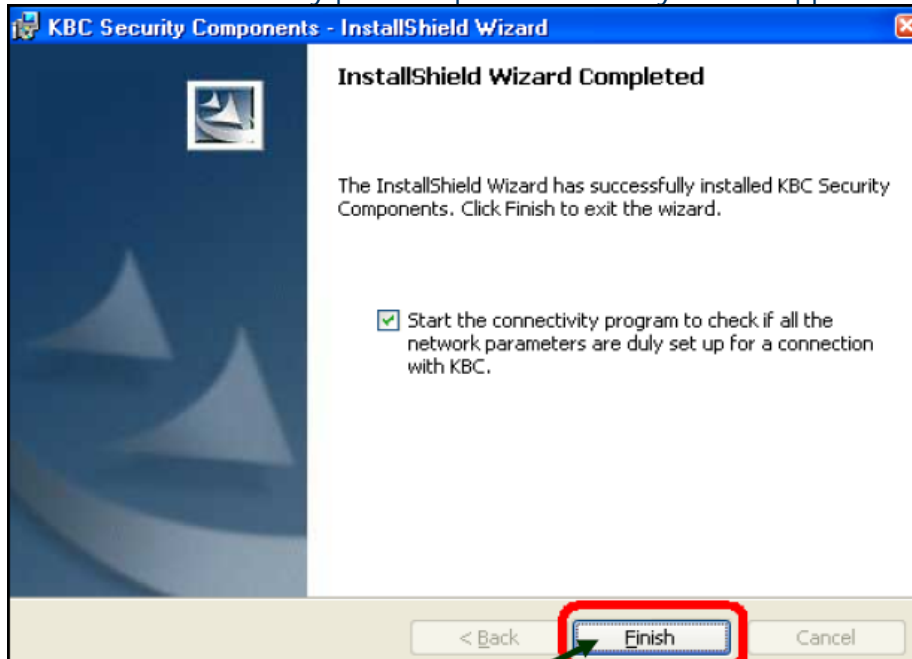 KBC Security Components - InstallShield Wizard
InstallShield Wizard Completed
The InstallShield Wizard has successfully installed KBC Security
Components. Click Finish to exit the wizard.
Start the connectivity program to check if all the
network parameters are duly set up for a connection
with KBC.
< Back Finish Cancel